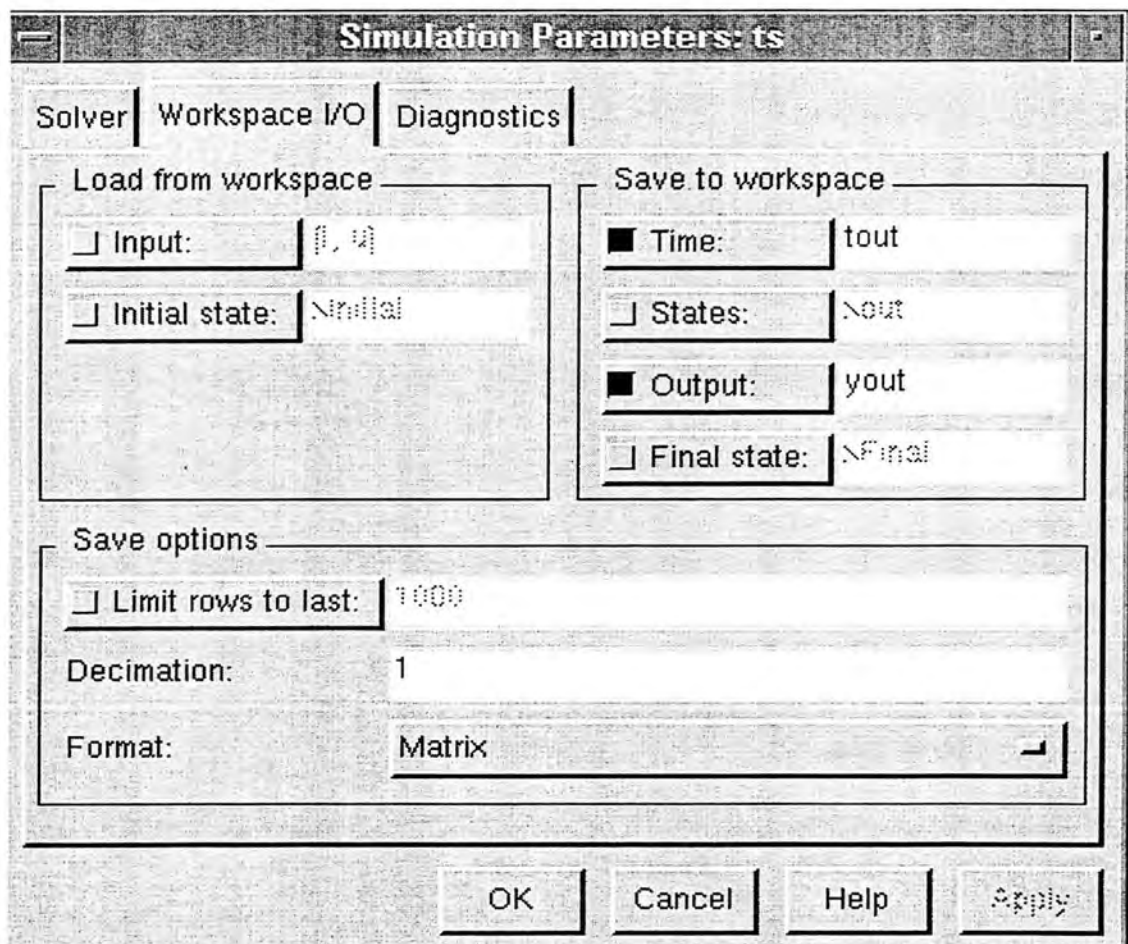 Simulation Parameters: ts
Solver
Workspace I/O
Diagnostics
Load from workspace
Input:
[t, u]
Initial state:
xInitial
Save to workspace
Time:
tout
States:
xout
Output:
yout
Final state:
xFinal
Save options
Limit rows to last:
1000
Decimation:
1
Format:
Matrix
OK
Cancel
Help
Apply